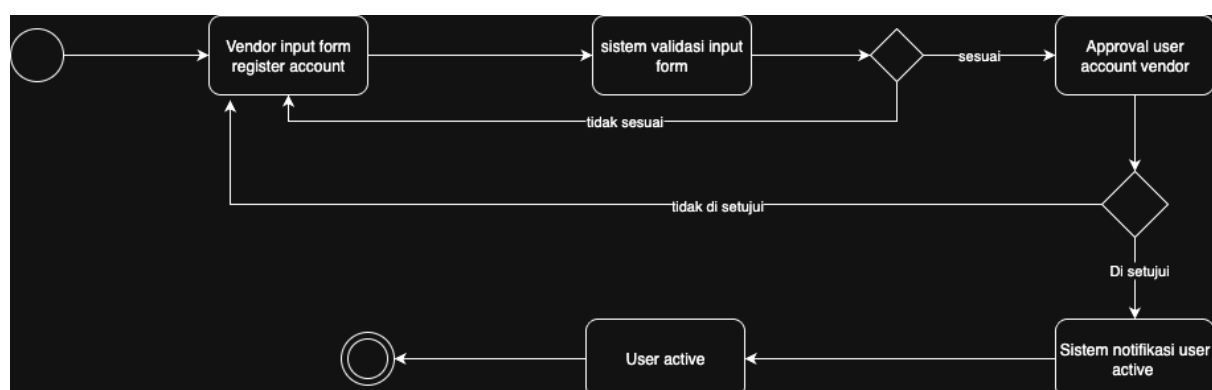 Vendor input form
register account
sistem validasi input
form
sesuai
Approval user
account vendor
tidak sesuai
tidak di setujui
Di setujui
Sistem notifikasi user
active
User active